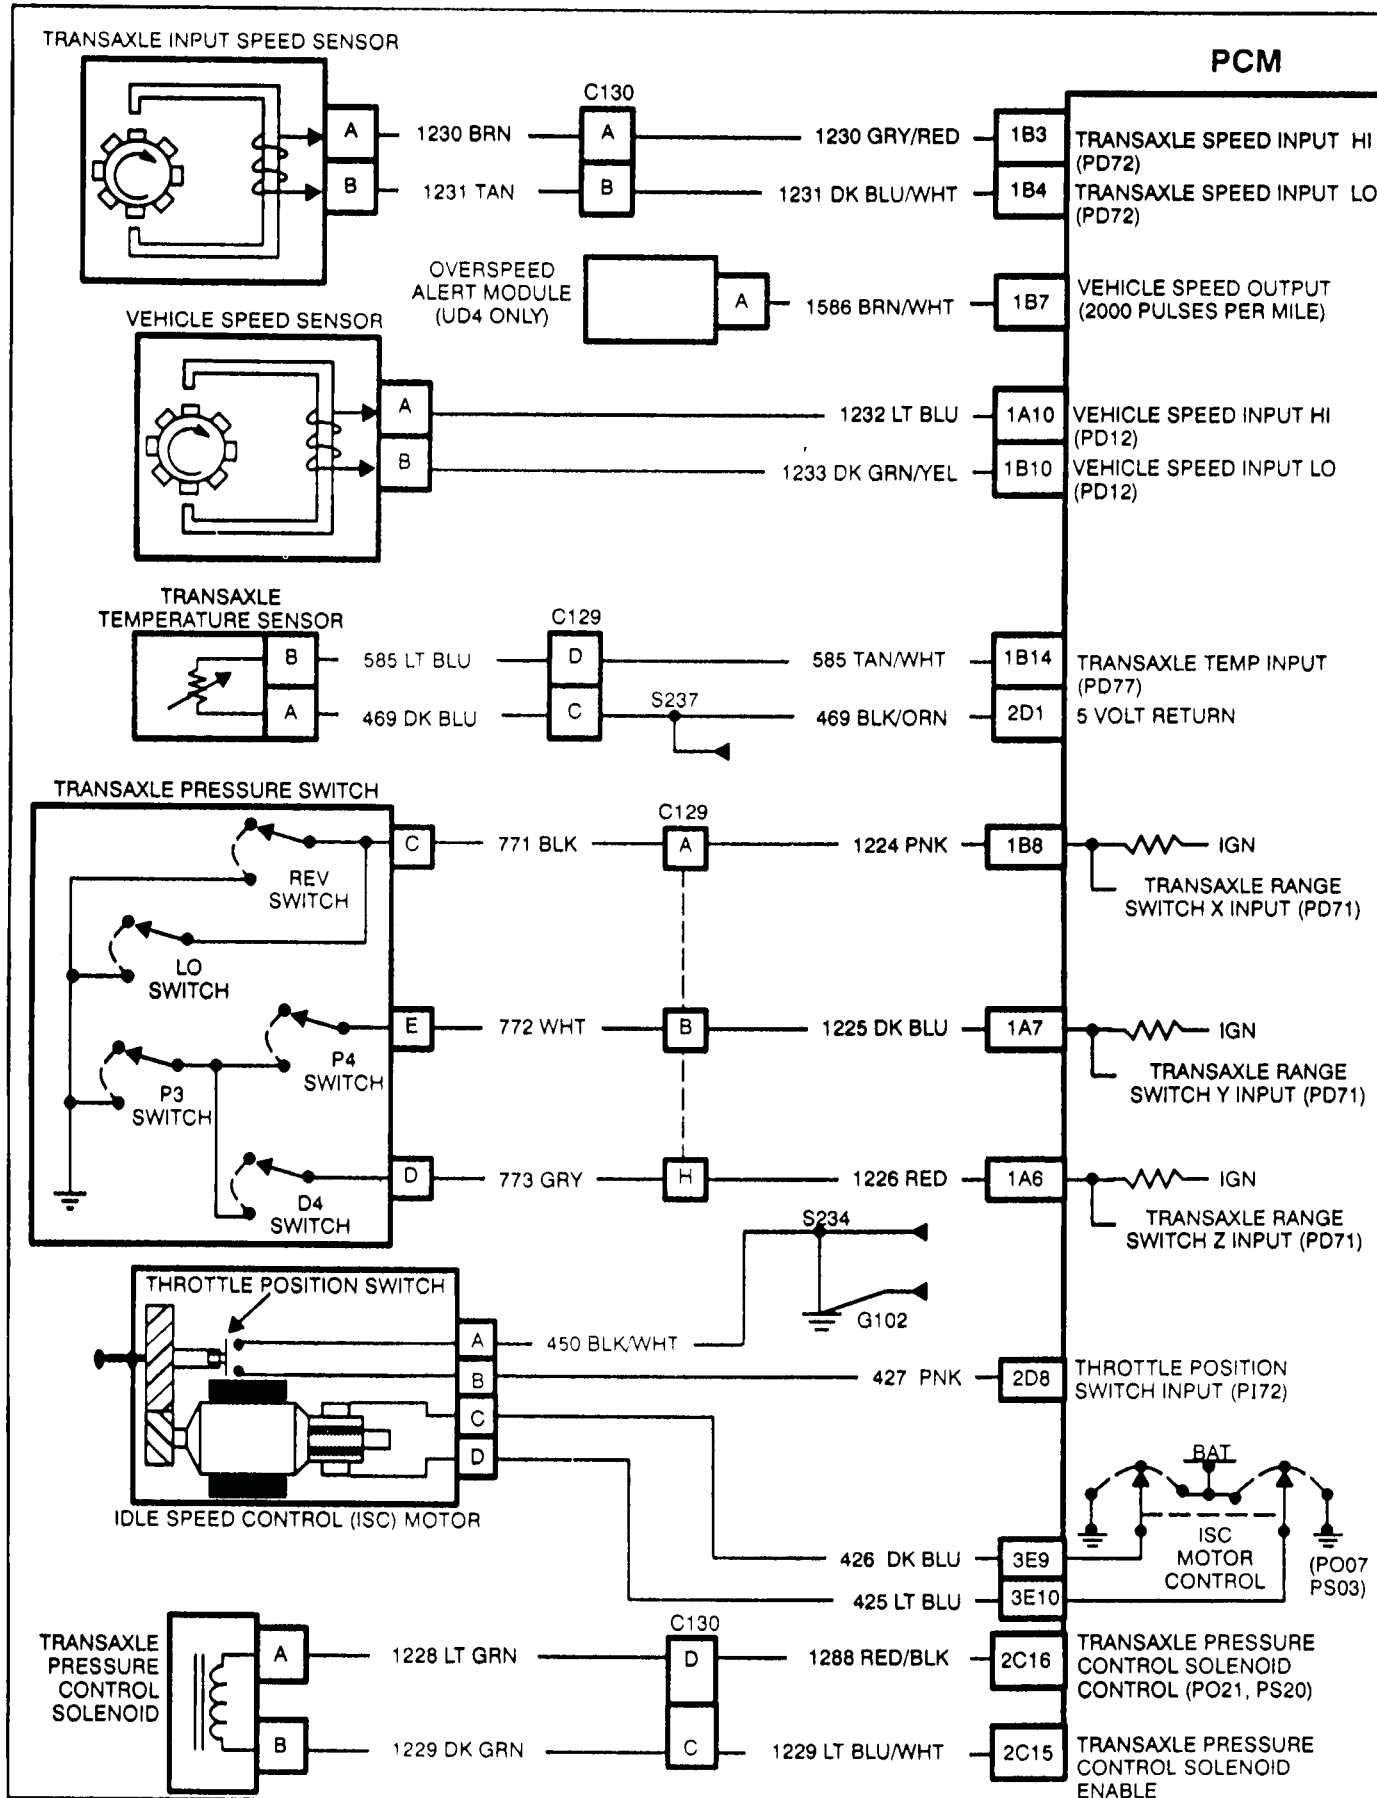 TRANSAXLE INPUT SPEED SENSOR
PCM
C130
A 1230 BRN A 1230 GRY/RED 1B3 TRANSAXLE SPEED INPUT HI
(PD72)
B 1231 TAN B 1231 DK BLU/WHT 1B4 TRANSAXLE SPEED INPUT LO
(PD72)
OVERSPEED
ALERT MODULE
(UD4 ONLY)
A 1586 BRN/WHT 1B7 VEHICLE SPEED OUTPUT
(2000 PULSES PER MILE)
VEHICLE SPEED SENSOR
A 1232 LT BLU 1A10 VEHICLE SPEED INPUT HI
(PD12)
B 1233 DK GRN/YEL 1B10 VEHICLE SPEED INPUT LO
(PD12)
TRANSAXLE
TEMPERATURE SENSOR
C129
B 585 LT BLU D 585 TAN/WHT 1B14 TRANSAXLE TEMP INPUT
(PD77)
S237
A 469 DK BLU C 469 BLK/ORN 2D1 5 VOLT RETURN
TRANSAXLE PRESSURE SWITCH
C129
C 771 BLK A 1224 PNK 1B8 IGN
REV
SWITCH
TRANSAXLE RANGE
SWITCH X INPUT (PD71)
LO
SWITCH
E 772 WHT B 1225 DK BLU 1A7 IGN
P4
SWITCH
P3
SWITCH
TRANSAXLE RANGE
SWITCH Y INPUT (PD71)
D 773 GRY H 1226 RED 1A6 IGN
D4
SWITCH
TRANSAXLE RANGE
SWITCH Z INPUT (PD71)
S234
THROTTLE POSITION SWITCH
G102
A 450 BLK/WHT
B 427 PNK 2D8 THROTTLE POSITION
SWITCH INPUT (PI72)
C
D
BAT
IDLE SPEED CONTROL (ISC) MOTOR
ISC
MOTOR
CONTROL
(PO07
PS03)
426 DK BLU 3E9
425 LT BLU 3E10
C130
TRANSAXLE
PRESSURE
CONTROL
SOLENOID
A 1228 LT GRN D 1288 RED/BLK 2C16 TRANSAXLE PRESSURE
CONTROL SOLENOID
CONTROL (PO21, PS20)
B 1229 DK GRN C 1229 LT BLU/WHT 2C15 TRANSAXLE PRESSURE
CONTROL SOLENOID
ENABLE